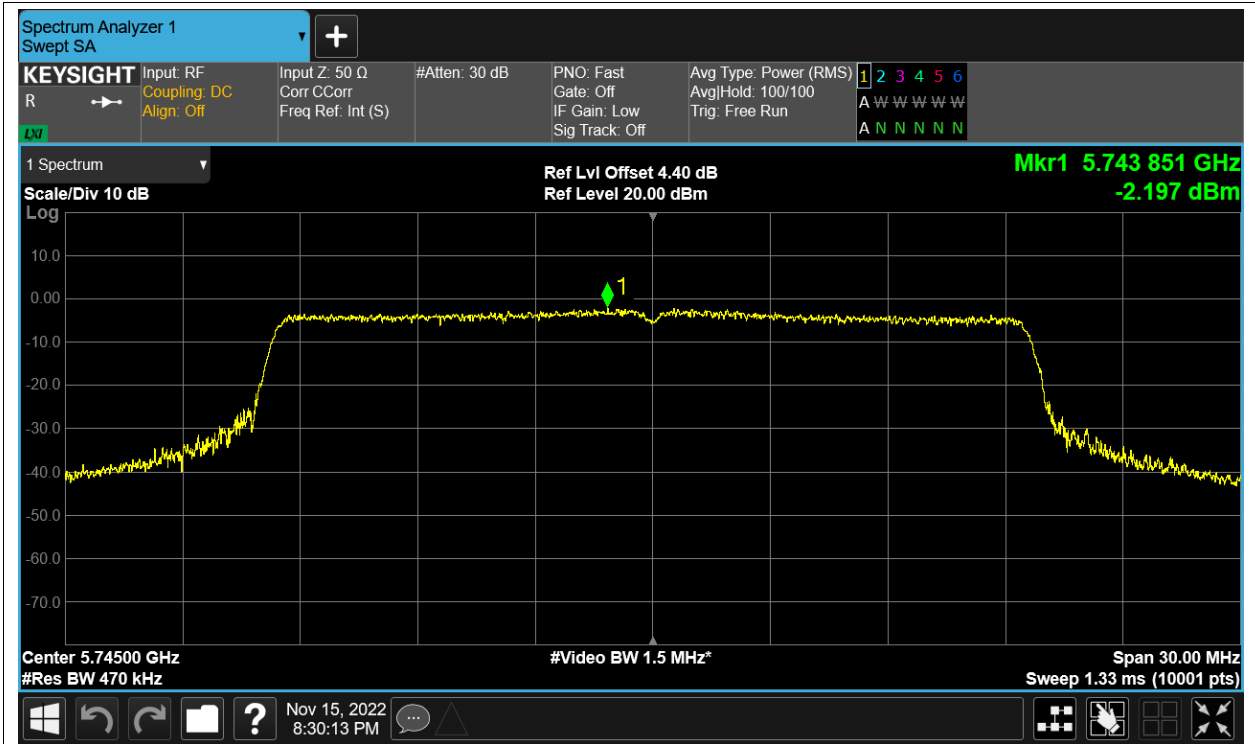 Spectrum Analyzer 1
Swept SA
KEYSIGHT
R
LXI
Input: RF
Coupling: DC
Align: Off
Input Z: 50 Ω
Corr CCorr
Freq Ref: Int (S)
#Atten: 30 dB
PNO: Fast
Gate: Off
IF Gain: Low
Sig Track: Off
Avg Type: Power (RMS)
Avg|Hold: 100/100
Trig: Free Run
1 2 3 4 5 6
A W W W W W
A N N N N N
1 Spectrum
Scale/Div 10 dB
Log
Ref Lvl Offset 4.40 dB
Ref Level 20.00 dBm
Mkr1 5.743 851 GHz
-2.197 dBm
1
10.0
0.00
-10.0
-20.0
-30.0
-40.0
-50.0
-60.0
-70.0
Center 5.74500 GHz
#Res BW 470 kHz
#Video BW 1.5 MHz*
Span 30.00 MHz
Sweep 1.33 ms (10001 pts)
?
Nov 15, 2022
8:30:13 PM